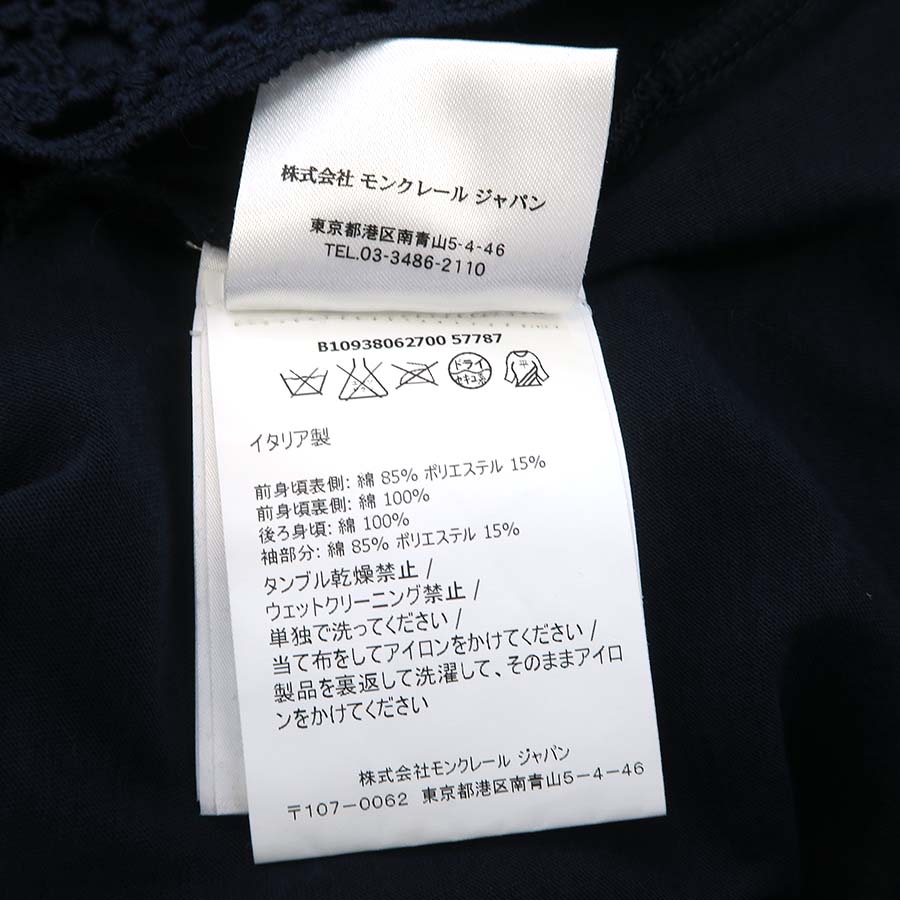 株式会社 モンクレール ジャパン
東京都港区南青山5-4-46
TEL.03-3486-2110
B10938062700 57787
ドライ
セキユ系
平
イタリア製
前身頃表側: 綿 85% ポリエステル 15%
前身頃裏側: 綿 100%
後ろ身頃: 綿 100%
袖部分: 綿 85% ポリエステル 15%
タンブル乾燥禁止 /
ウェットクリーニング禁止 /
単独で洗ってください /
当て布をしてアイロンをかけてください /
製品を裏返して洗濯して、そのままアイロ
ンをかけてください
株式会社モンクレール ジャパン
〒107-0062 東京都港区南青山5-4-46